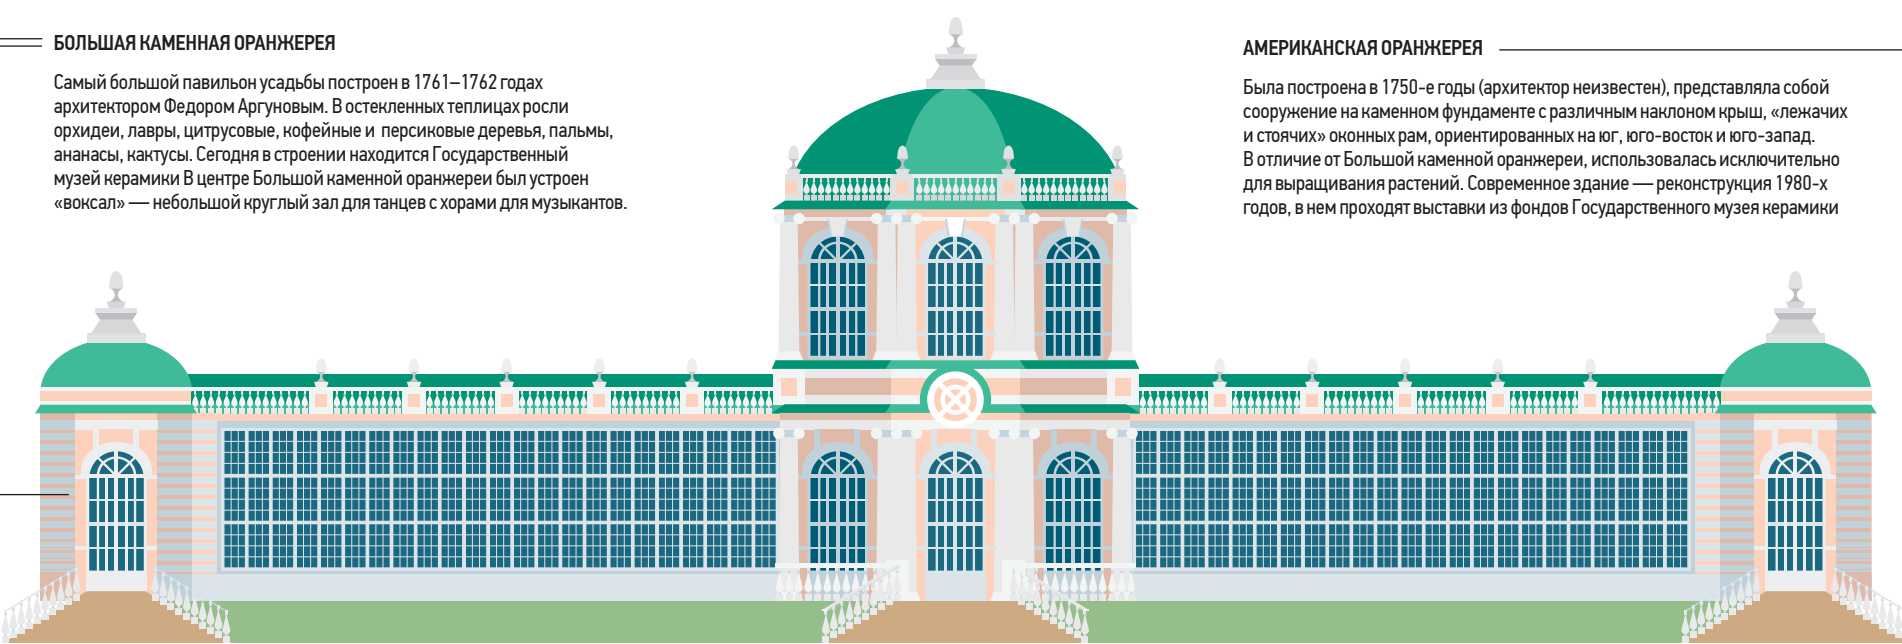 БОЛЬШАЯ КАМЕННАЯ ОРАНЖЕРЕЯ
Самый большой павильон усадьбы построен в 1761–1762 годах
архитектором Федором Аргуновым. В остекленных теплицах росли
орхидеи, лавры, цитрусовые, кофейные и персиковые деревья, пальмы,
ананасы, кактусы. Сегодня в строении находится Государственный
музей керамики В центре Большой каменной оранжереи был устроен
«воксал» — небольшой круглый зал для танцев с хорами для музыкантов.
АМЕРИКАНСКАЯ ОРАНЖЕРЕЯ
Была построена в 1750-е годы (архитектор неизвестен), представляла собой
сооружение на каменном фундаменте с различным наклоном крыш, «лежачих
и стоячих» оконных рам, ориентированных на юг, юго-восток и юго-запад.
В отличие от Большой каменной оранжереи, использовалась исключительно
для выращивания растений. Современное здание — реконструкция 1980-х
годов, в нем проходят выставки из фондов Государственного музея керамики